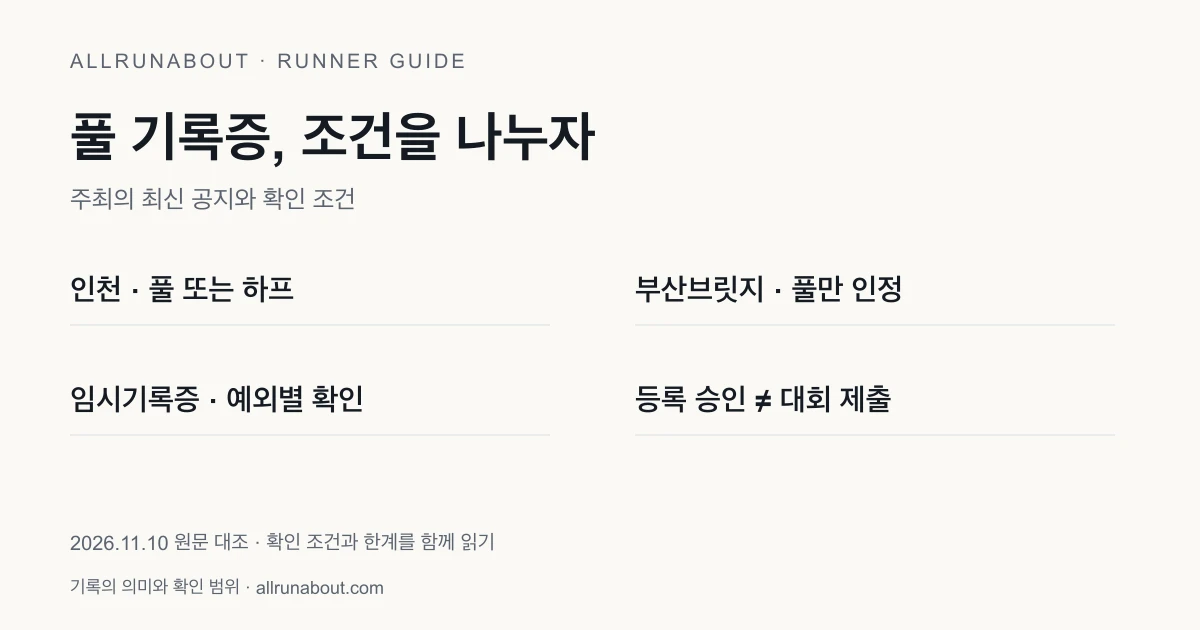 ALLRUNABOUT · RUNNER GUIDE
풀 기록증, 조건을 나누자
주최의 최신 공지와 확인 조건
인천 · 풀 또는 하프
부산브릿지 · 풀만 인정
임시기록증 · 예외별 확인
등록 승인 ≠ 대회 제출
2026.11.10 원문 대조 · 확인 조건과 한계를 함께 읽기
기록의 의미와 확인 범위 · allrunabout.com